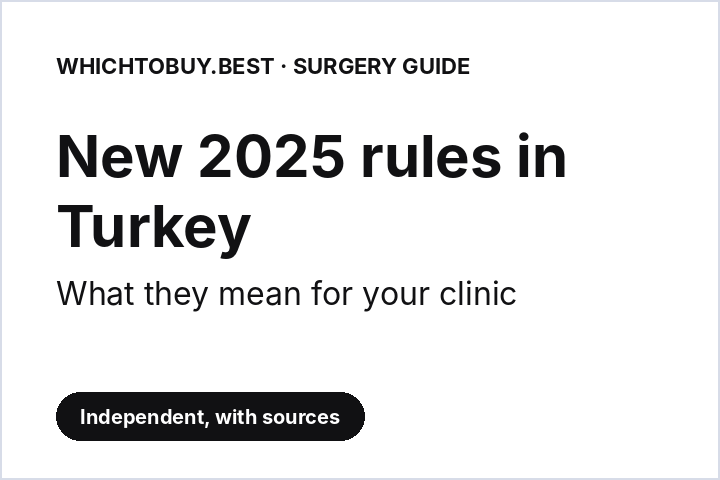 WHICHTOBUY.BEST · SURGERY GUIDE
New 2025 rules in
Turkey
What they mean for your clinic
Independent, with sources